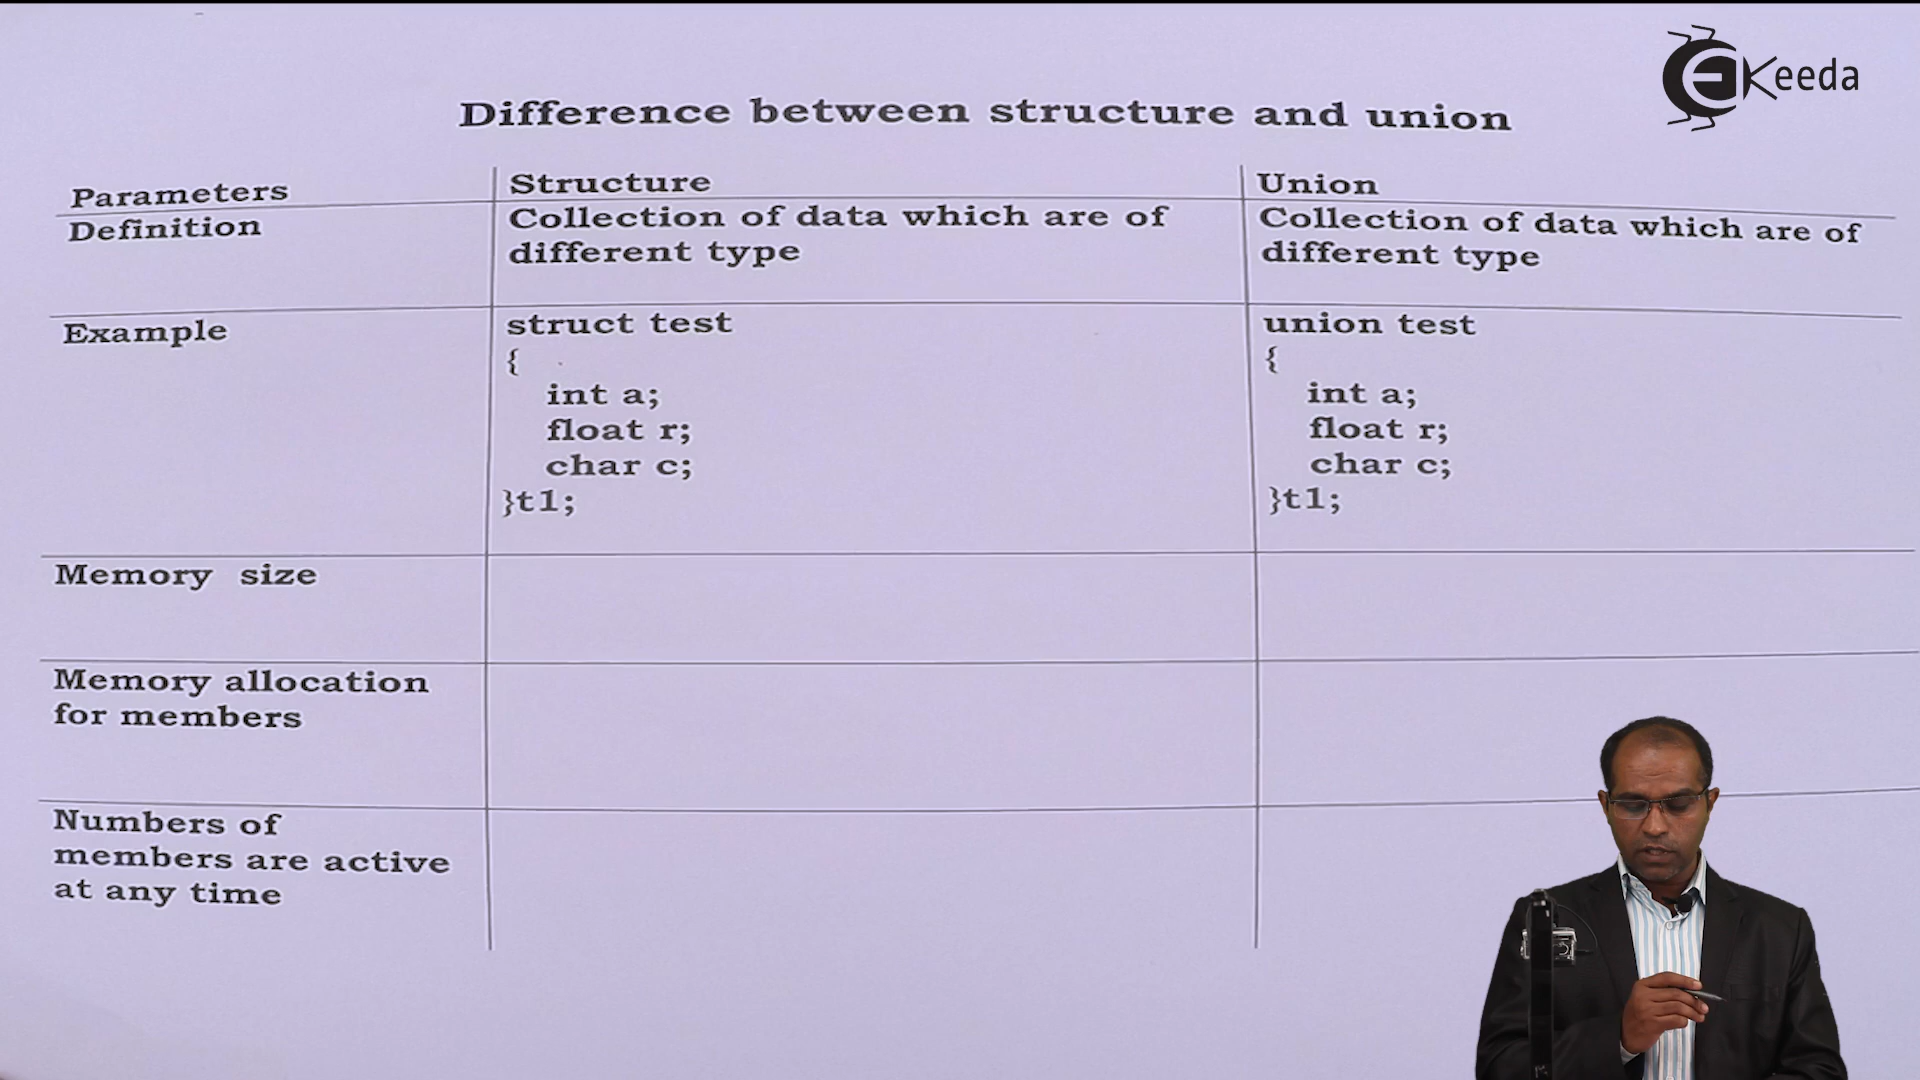 Keeda
Difference between structure and union
Parameters
Structure
Union
Definition
Collection of data which are of
different type
Collection of data which are of
different type
Example
struct test
{
int a;
float r;
char c;
}t1;
union test
{
int a;
float r;
char c;
}t1;
Memory size
Memory allocation
for members
Numbers of
members are active
at any time